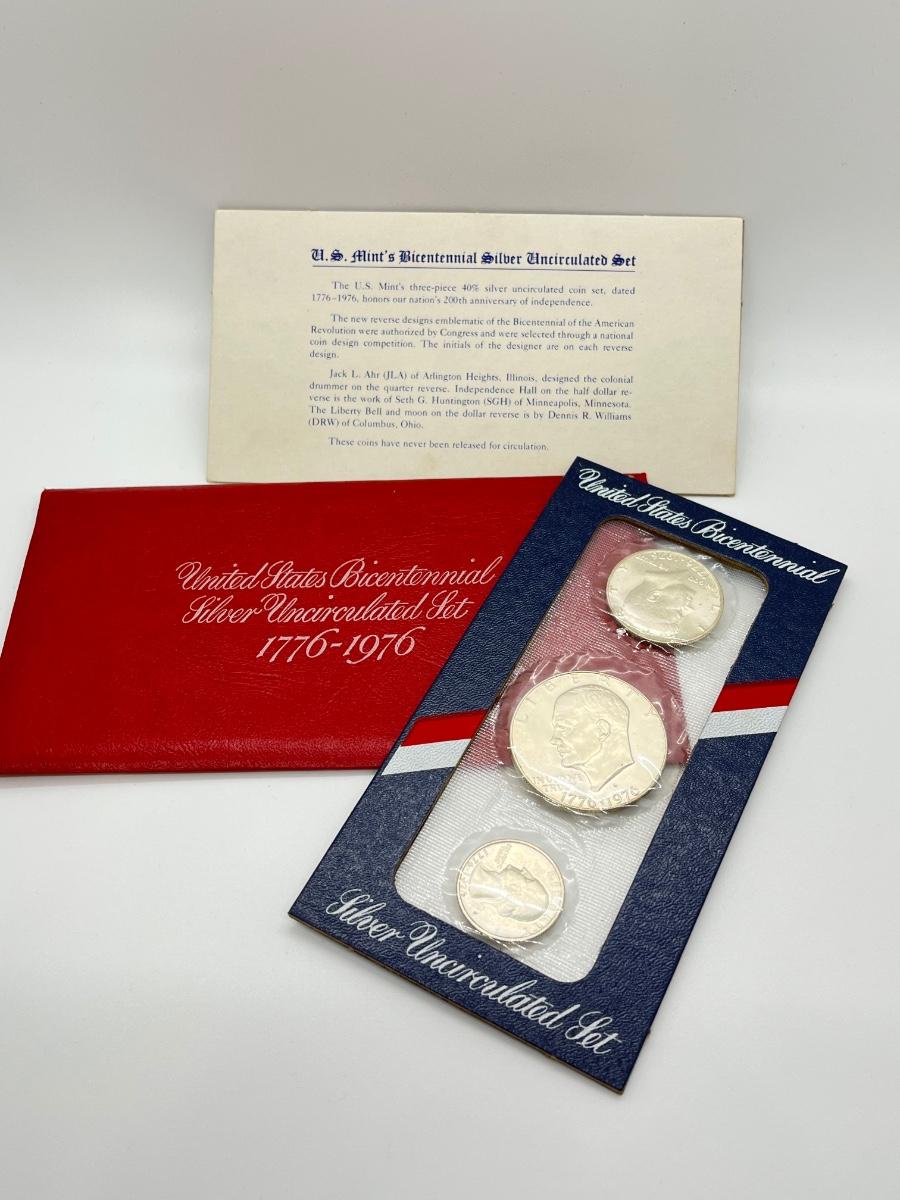 U.S. Mint's Bicentennial Silver Uncirculated Set
The U.S. Mint's three-piece 40% silver uncirculated coin set, dated
1776–1976, honors our nation's 200th anniversary of independence.
The new reverse designs emblematic of the Bicentennial of the American
Revolution were authorized by Congress and were selected through a national
coin design competition. The initials of the designer are on each reverse
design.
Jack L. Ahr (JLA) of Arlington Heights, Illinois, designed the colonial
drummer on the quarter reverse. Independence Hall on the half dollar re-
verse is the work of Seth G. Huntington (SGH) of Minneapolis, Minnesota.
The Liberty Bell and moon on the dollar reverse is by Dennis R. Williams
(DRW) of Columbus, Ohio.
These coins have never been released for circulation.
United States Bicentennial
Silver Uncirculated Set
1776-1976
United States Bicentennial
LIBERTY
1776-1976
1776-1976
Silver Uncirculated Set